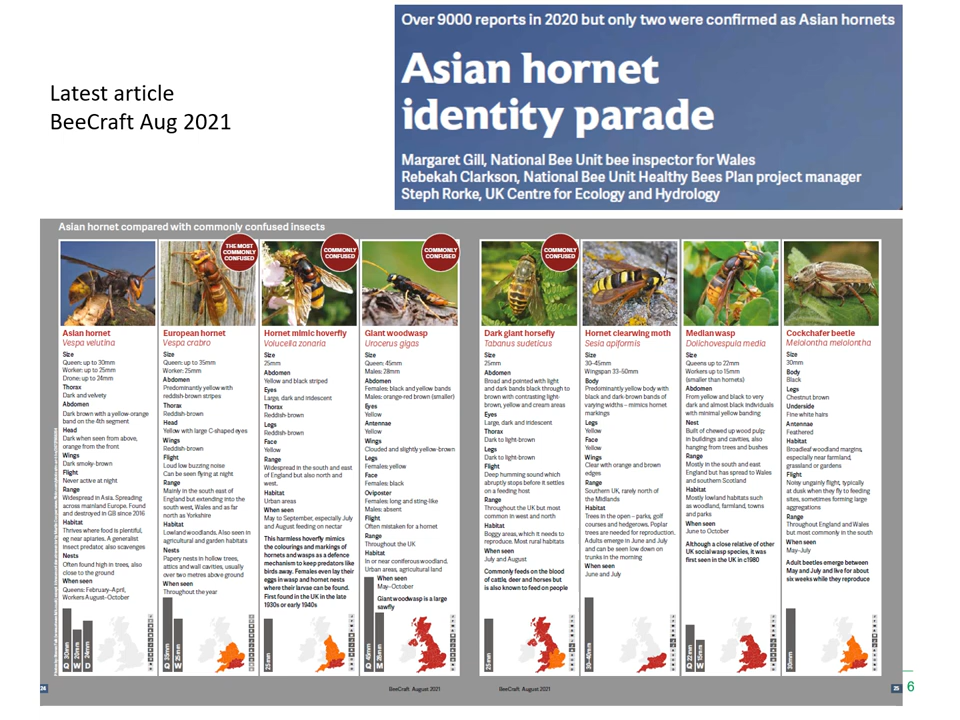 Latest article
BeeCraft Aug 2021
Over 9000 reports in 2020 but only two were confirmed as Asian hornets
Asian hornet
identity parade
Margaret Gill, National Bee Unit bee inspector for Wales
Rebekah Clarkson, National Bee Unit Healthy Bees Plan project manager
Steph Rorke, UK Centre for Ecology and Hydrology
Asian hornet compared with commonly confused insects
Asian hornet
Vespa velutina
Size
Queen: up to 30mm
Worker: up to 25mm
Drone: up to 24mm
Thorax
Dark and velvety
Abdomen
Dark brown with a yellow-orange
band on the 4th segment
Head
Dark when seen from above,
orange from the front
Wings
Dark smoky-brown
Flight
Never active at night
Range
Widespread in Asia. Spreading
across mainland Europe. Found
and destroyed in GB since 2016
Habitat
Thrives where food is plentiful,
eg near apiaries. A generalist
insect predator, also scavenges
Nests
Often found high in trees, also
close to the ground
When seen
Queens: February–April,
Workers August–October
Q 30mm
W 25mm
D 24mm
THE MOST
COMMONLY
CONFUSED
European hornet
Vespa crabro
Size
Queen: up to 35mm
Worker: 25mm
Abdomen
Predominantly yellow with
reddish-brown stripes
Thorax
Reddish-brown
Head
Yellow with large C-shaped eyes
Wings
Reddish-brown
Flight
Loud low buzzing noise
Can be seen flying at night
Range
Mainly in the south east of
England but extending into the
south west, Wales and as far
north as Yorkshire
Habitat
Lowland woodlands. Also seen in
agricultural and garden habitats
Nests
Papery nests in hollow trees,
attics and wall cavities, usually
over two metres above ground
When seen
Throughout the year
Q 35mm
W 25mm
COMMONLY
CONFUSED
Hornet mimic hoverfly
Volucella zonaria
Size
25mm
Abdomen
Yellow and black striped
Eyes
Large, dark and iridescent
Thorax
Reddish-brown
Legs
Reddish-brown
Face
Yellow
Range
Widespread in the south and east
of England but also north and
west.
Habitat
Urban areas
When seen
May to September, especially July
and August feeding on nectar
This harmless hoverfly mimics
the colourings and markings of
hornets and wasps as a defence
mechanism to keep predators like
birds away. Females even lay their
eggs in wasp and hornet nests
where their larvae can be found.
First found in the UK in the late
1930s or early 1940s
25mm
COMMONLY
CONFUSED
Giant woodwasp
Urocerus gigas
Size
Queen: 45mm
Males: 28mm
Abdomen
Females: black and yellow bands
Males: orange-red brown (smaller)
Eyes
Yellow
Antennae
Yellow
Wings
Clouded and slightly yellow-brown
Legs
Females: yellow
Face
Females: black
Ovipostor
Females: long and sting-like
Males: absent
Flight
Often mistaken for a hornet
Range
Throughout the UK
Habitat
In or near coniferous woodland.
Urban areas, agricultural land
When seen
May–October
Giant woodwasp is a large
sawfly
COMMONLY
CONFUSED
Dark giant horsefly
Tabanus sudeticus
Size
25mm
Abdomen
Broad and pointed with light
and dark bands black through to
brown with contrasting light-
brown, yellow and cream areas
Eyes
Large, dark and iridescent
Thorax
Dark to light-brown
Legs
Dark to light-brown
Flight
Deep humming sound which
abruptly stops before it settles
on a feeding host
Range
Throughout the UK but most
common in west and north
Habitat
Boggy areas, which it needs to
reproduce. Most rural habitats
When seen
July and August
Commonly feeds on the blood
of cattle, deer and horses but
is also known to feed on people
25mm
Hornet clearwing moth
Sesia apiformis
Size
30–45mm
Wingspan 33–50mm
Body
Predominantly yellow body with
black and dark-brown bands of
varying widths – mimics hornet
markings
Legs
Yellow
Face
Yellow
Wings
Clear with orange and brown
edges
Range
Southern UK, rarely north of
the Midlands
Habitat
Trees in the open – parks, golf
courses and hedgerows. Poplar
trees are needed for reproduction.
Adults emerge in June and July
and can be seen low down on
trunks in the morning
When seen
June and July
Median wasp
Dolichovespula media
Size
Queens up to 22mm
Workers up to 15mm
(smaller than hornets)
Abdomen
From yellow and black to very
dark and almost black individuals
with minimal yellow banding
Nest
Built of chewed up wood pulp
in buildings and cavities, also
hanging from trees and bushes
Range
Mostly in the south and east
England but has spread to Wales
and southern Scotland
Habitat
Mostly lowland habitats such
as woodland, farmland, towns
and parks
When seen
June to October
Although a close relative of other
UK social wasp species, it was
first seen in the UK in c1980
Q 22mm
W 15mm
Cockchafer beetle
Melolontha melolontha
Size
30mm
Body
Black
Legs
Chestnut brown
Underside
Fine white hairs
Antennae
Feathered
Habitat
Broadleaf woodland margins,
especially near farmland,
grassland or gardens
Flight
Noisy ungainly flight, typically
at dusk when they fly to feeding
sites, sometimes forming large
aggregations
Range
Throughout England and Wales
but most commonly in the south
When seen
May–July
Adult beetles emerge between
May and July and live for about
six weeks while they reproduce
30mm
24
BeeCraft August 2021
BeeCraft August 2021
25
6